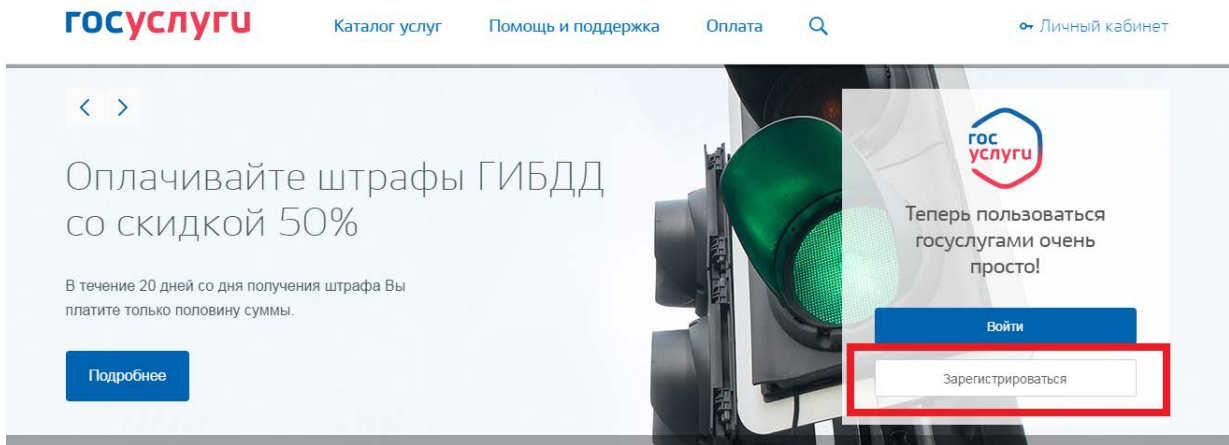 госуслуги
Каталог услуг
Помощь и поддержка
Оплата
Личный кабинет
Оплачивайте штрафы ГИБДД
со скидкой 50%
В течение 20 дней со дня получения штрафа Вы
платите только половину суммы.
Подробнее
гос
услуги
Теперь пользоваться
госуслугами очень
просто!
Войти
Зарегистрироваться